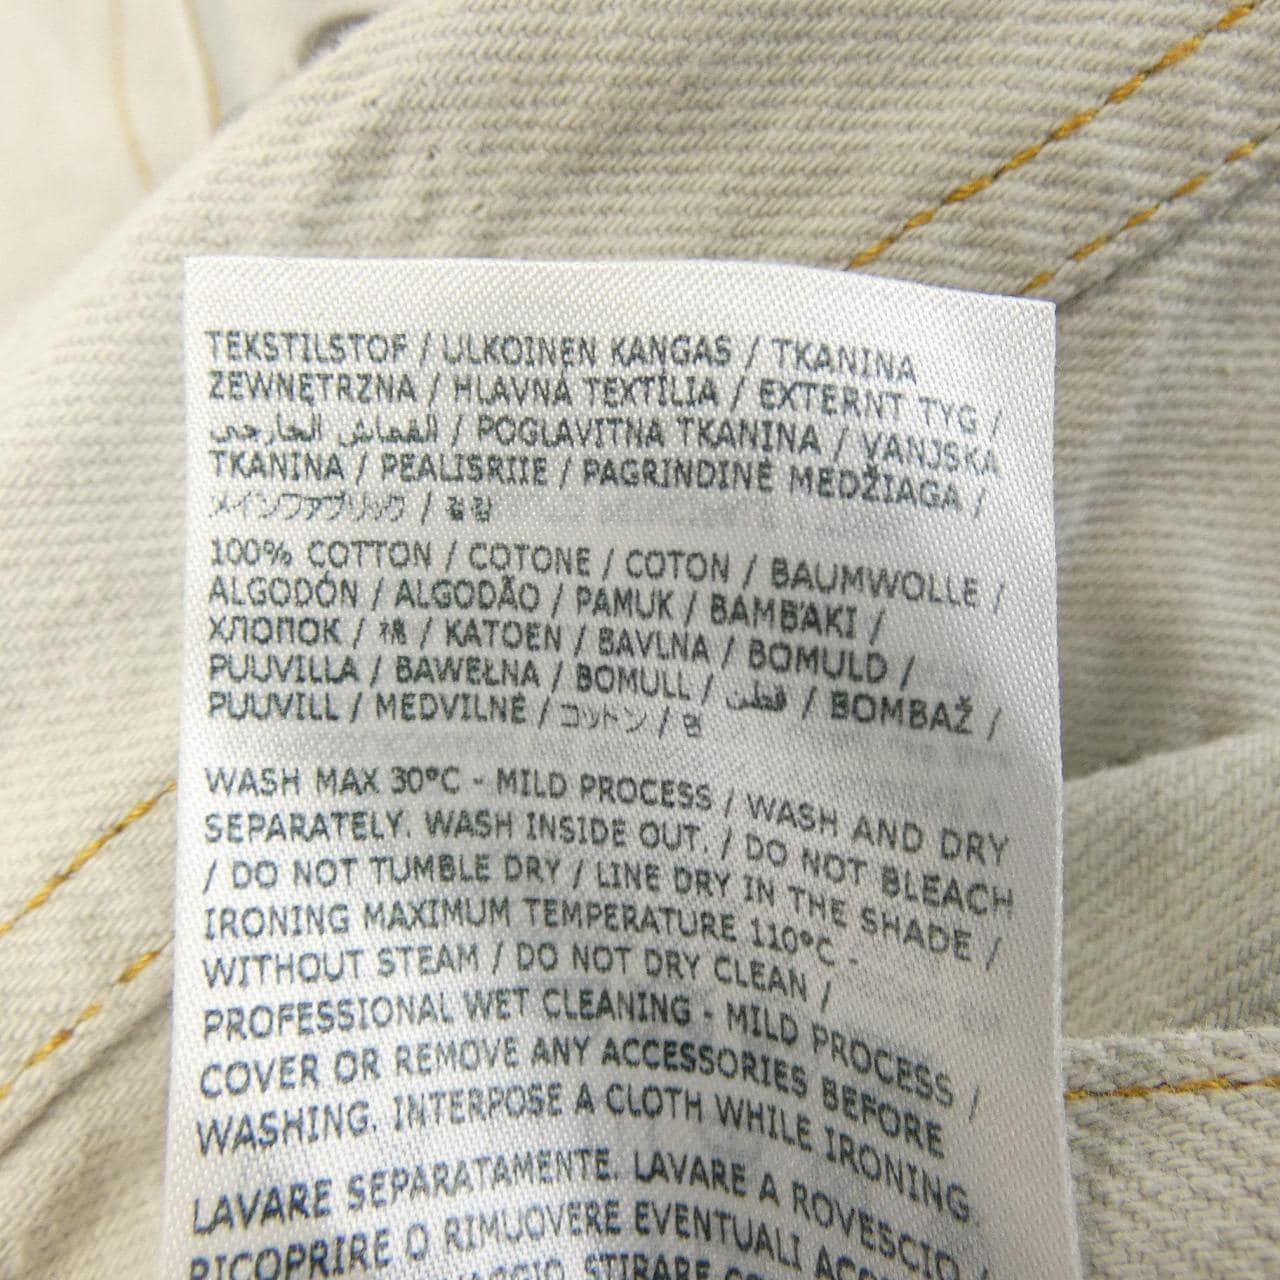 TEKSTILSTOF / ULKOINEN KANGAS / TKANINA
ZEWNĘTRZNA / HLAVNÁ TEXTÍLIA / EXTERNT TYG /
القماش الخارجي / POGLAVITNA TKANINA / VANJSKA
TKANINA / PEALISRIIE / PAGRINDINĖ MEDŽIAGA /
メインファブリック / 겉감
100% COTTON / COTONE / COTON / BAUMWOLLE /
ALGODÓN / ALGODÃO / PAMUK / BAMBAKI /
ХЛОПОК / 棉 / KATOEN / BAVLNA / BOMULD /
PUUVILLA / BAWEŁNA / BOMULL / قطن / BOMBAŽ /
PUUVILL / MEDVILNĖ / コットン / 면
WASH MAX 30°C - MILD PROCESS / WASH AND DRY
SEPARATELY. WASH INSIDE OUT. / DO NOT BLEACH
/ DO NOT TUMBLE DRY / LINE DRY IN THE SHADE /
IRONING MAXIMUM TEMPERATURE 110°C -
WITHOUT STEAM / DO NOT DRY CLEAN /
PROFESSIONAL WET CLEANING - MILD PROCESS /
COVER OR REMOVE ANY ACCESSORIES BEFORE
WASHING. INTERPOSE A CLOTH WHILE IRONING.
LAVARE SEPARATAMENTE. LAVARE A ROVESCIO.
RICOPRIRE O RIMUOVERE EVENTUALI
STIRARE